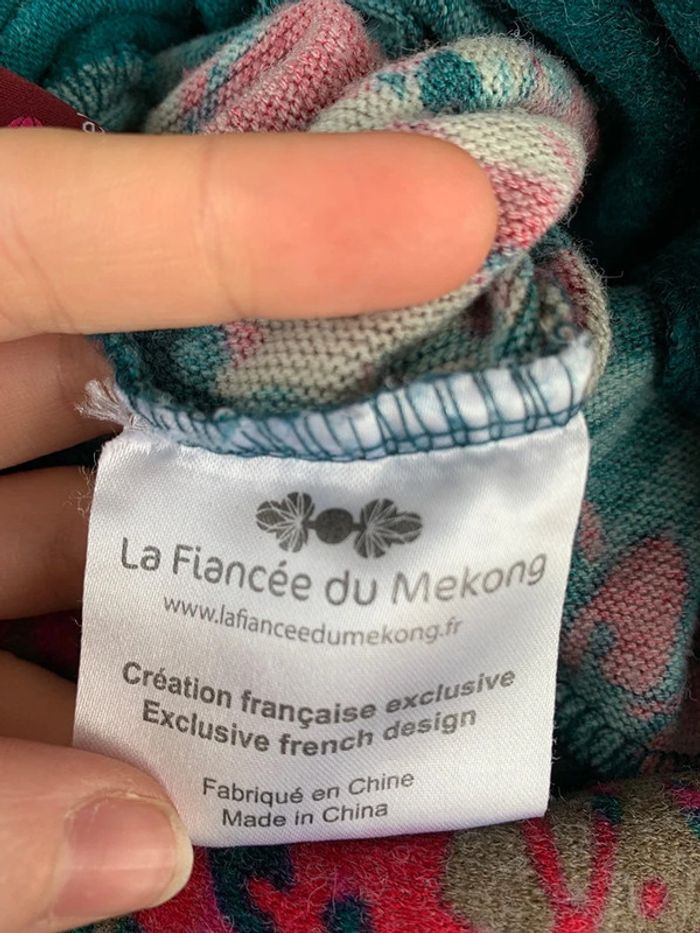 La Fiancée du Mekong
www.lafianceedumekong.fr
Création française exclusive
Exclusive french design
Fabriqué en Chine
Made in China